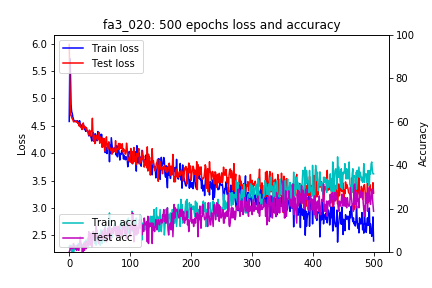 fa3_020: 500 epochs loss and accuracy
Train loss
Test loss
Train acc
Test acc
Loss
6.0
5.5
5.0
4.5
4.0
3.5
3.0
2.5
Accuracy
100
80
60
40
20
0
0 100 200 300 400 500